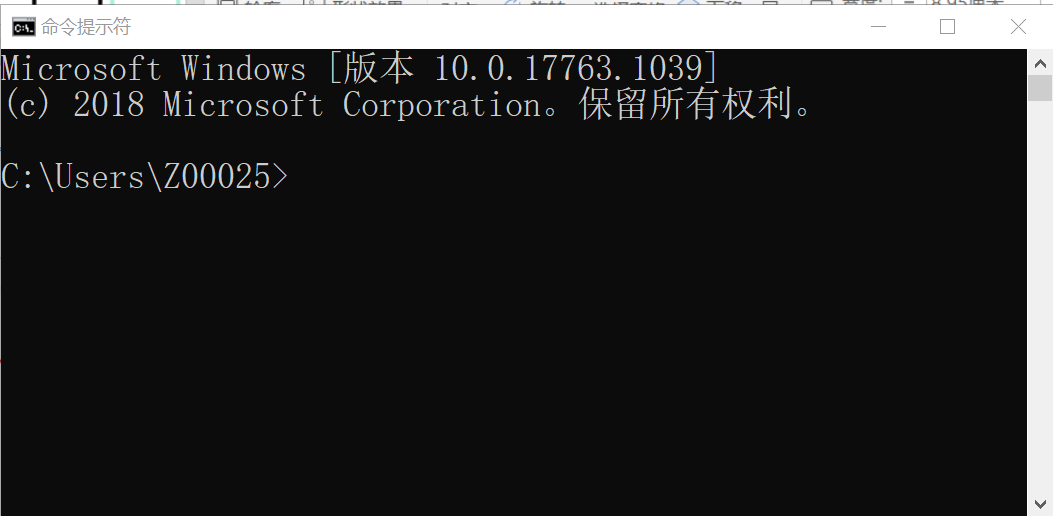 命令提示符
Microsoft Windows [版本 10.0.17763.1039]
(c) 2018 Microsoft Corporation。保留所有权利。
C:\Users\Z00025>